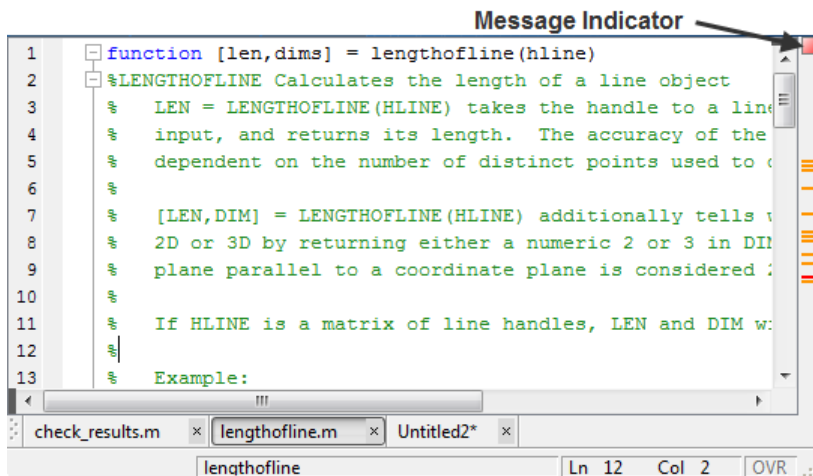 Message Indicator
1 function [len,dims] = lengthofline(hline)
2 %LENGTHOFLINE Calculates the length of a line object
3 %   LEN = LENGTHOFLINE(HLINE) takes the handle to a line
4 %   input, and returns its length.  The accuracy of the
5 %   dependent on the number of distinct points used to
6 %
7 %   [LEN,DIM] = LENGTHOFLINE(HLINE) additionally tells
8 %   2D or 3D by returning either a numeric 2 or 3 in
9 %   plane parallel to a coordinate plane is considered
10 %
11 %   If HLINE is a matrix of line handles, LEN and DIM
12 %
13 %   Example:
check_results.m × lengthofline.m × Untitled2* ×
lengthofline Ln 12 Col 2 OVR